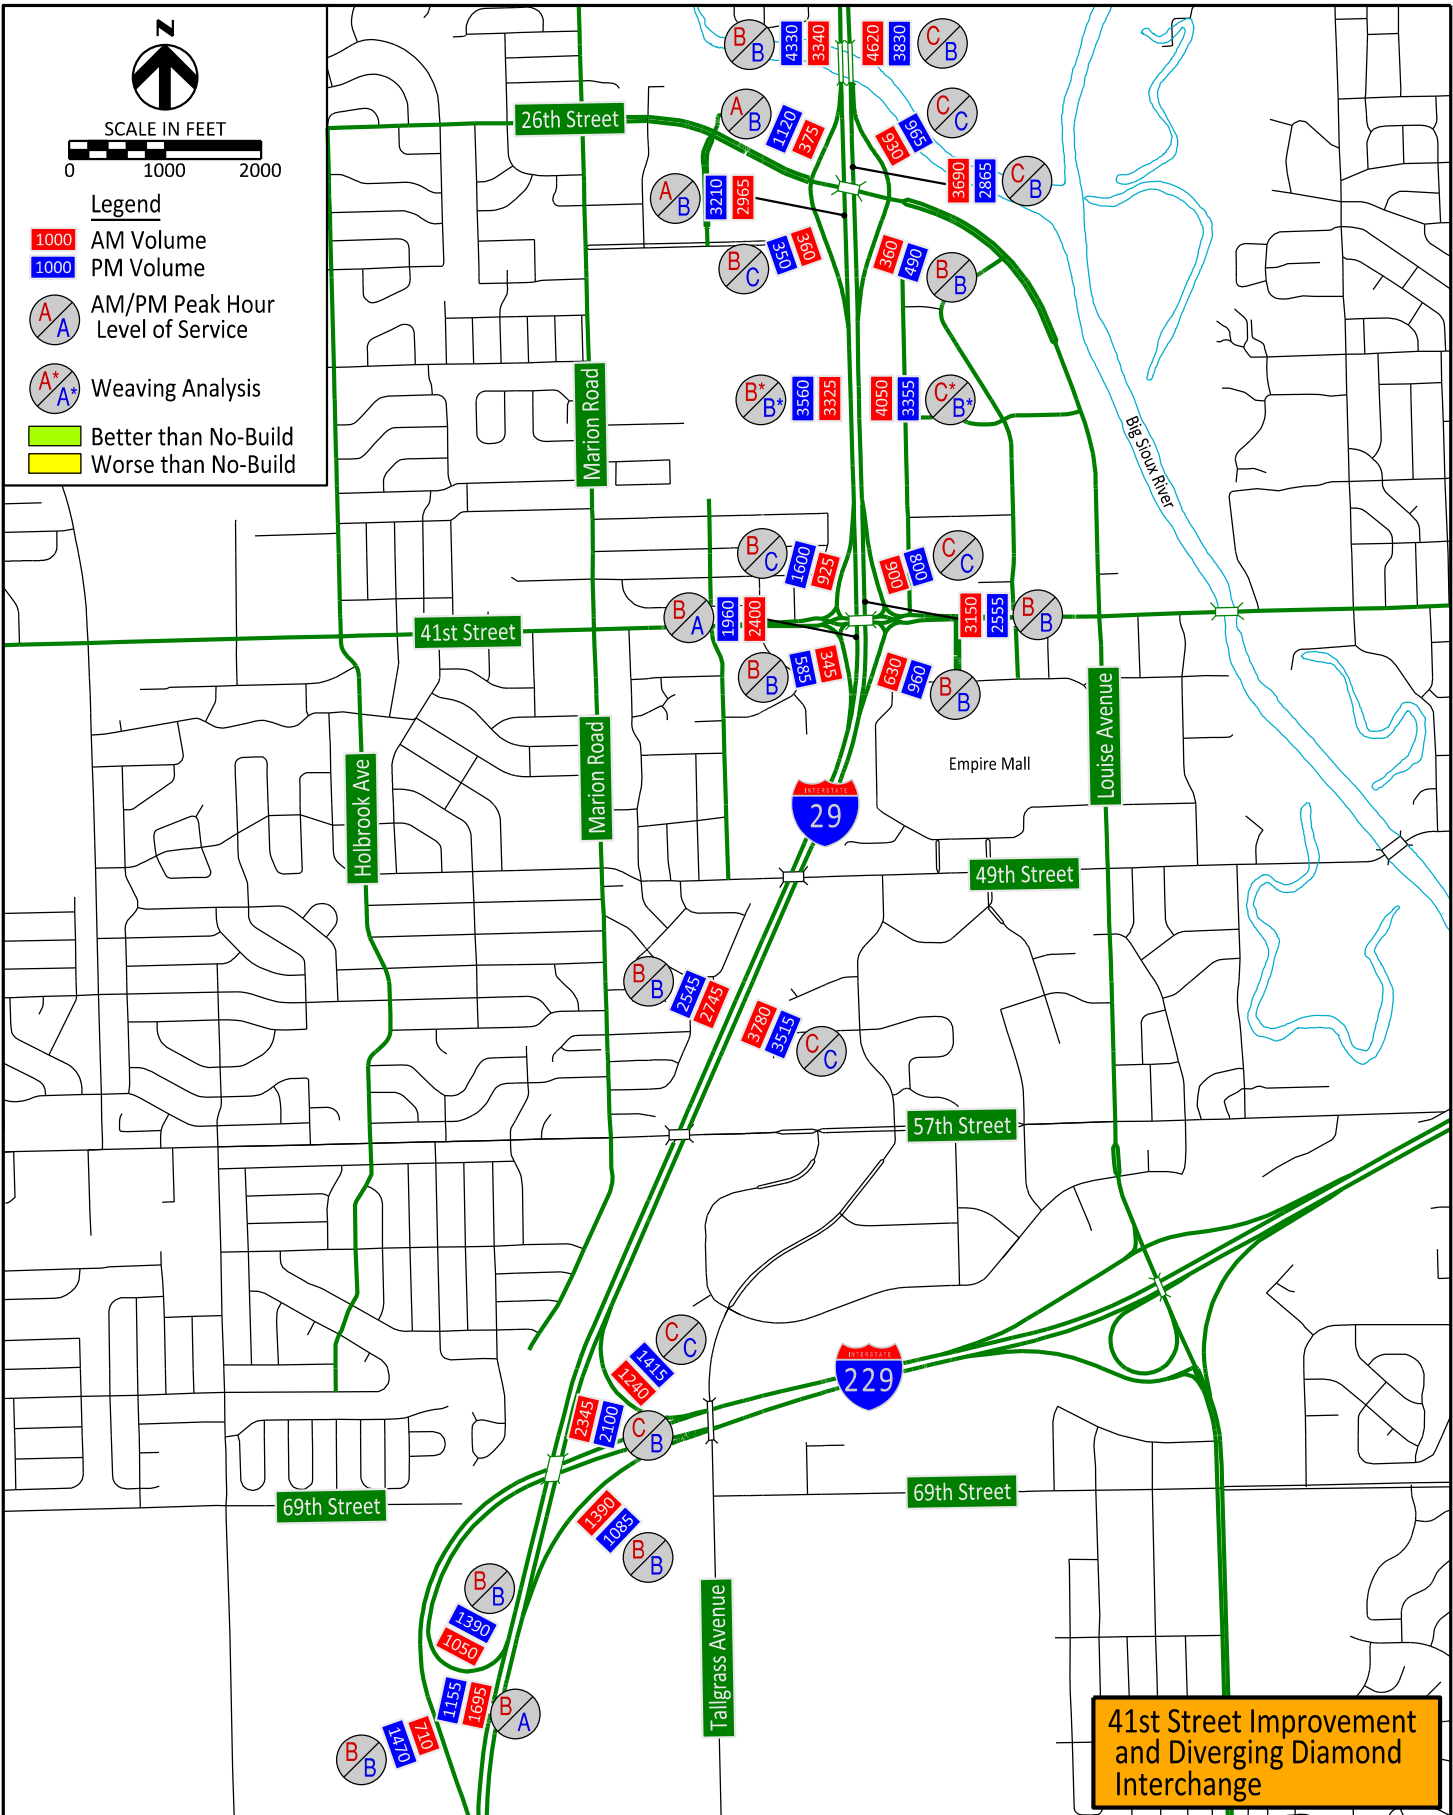 N
SCALE IN FEET
0 1000 2000
Legend
1000 AM Volume
1000 PM Volume
A A AM/PM Peak Hour
Level of Service
A* A* Weaving Analysis
Better than No-Build
Worse than No-Build
B B 4330 3340 4620 3830 C B
26th Street
A B 1120 375 930 965 C C
A B 3210 2965 3690 2865 C B
B C 350 360 360 490 B B
Marion Road
B* B* 3560 3325 4050 3355 C* B*
Big Sioux River
B C 1600 925 900 800 C C
B A 1960 2400 3150 2555 B B
41st Street
B B 585 345 630 960 B B
Marion Road
Louise Avenue
Empire Mall
INTERSTATE
29
Holbrook Ave
49th Street
B B 2545 2745 3780 3515 C C
57th Street
C C
1415
1240
INTERSTATE
229
2345 2100 C B
69th Street
69th Street
1390
1085
B B
B B
1390
1050
Tallgrass Avenue
1155 1695 B A
B B 1470 710
41st Street Improvement
and Diverging Diamond
Interchange